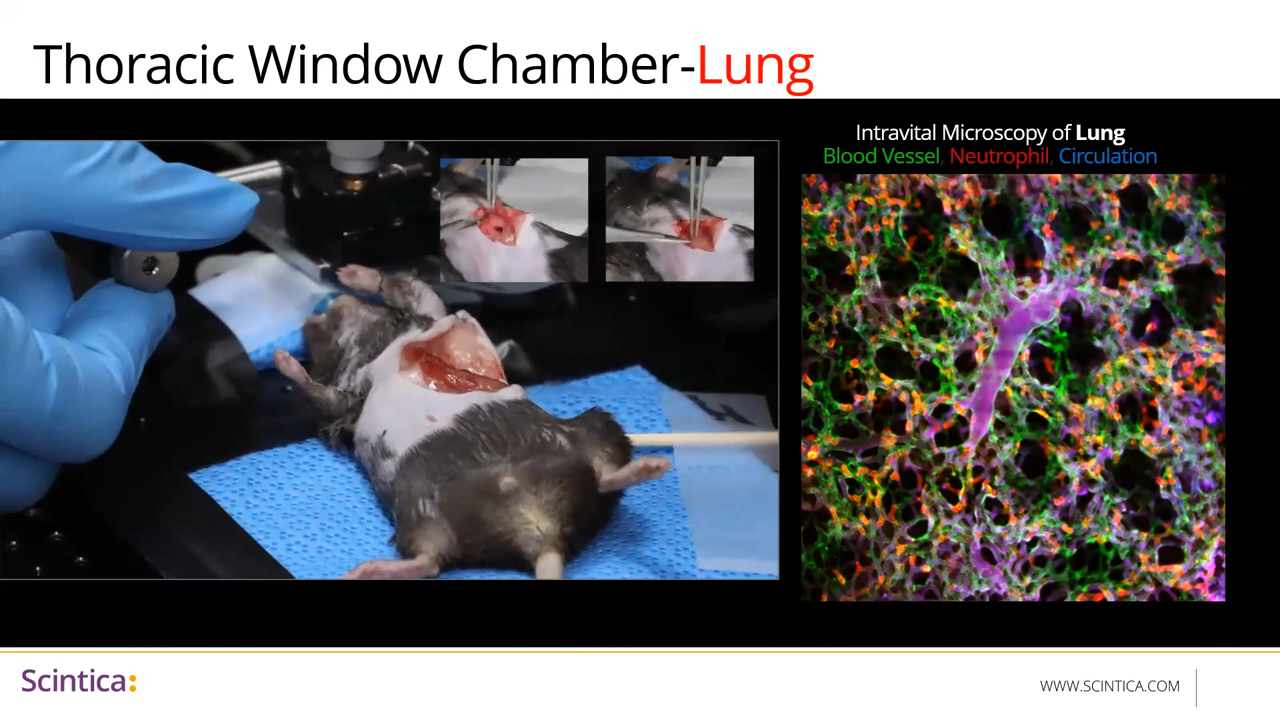 Thoracic Window Chamber-Lung
Intravital Microscopy of Lung
Blood Vessel, Neutrophil, Circulation
Scintica:
WWW.SCINTICA.COM